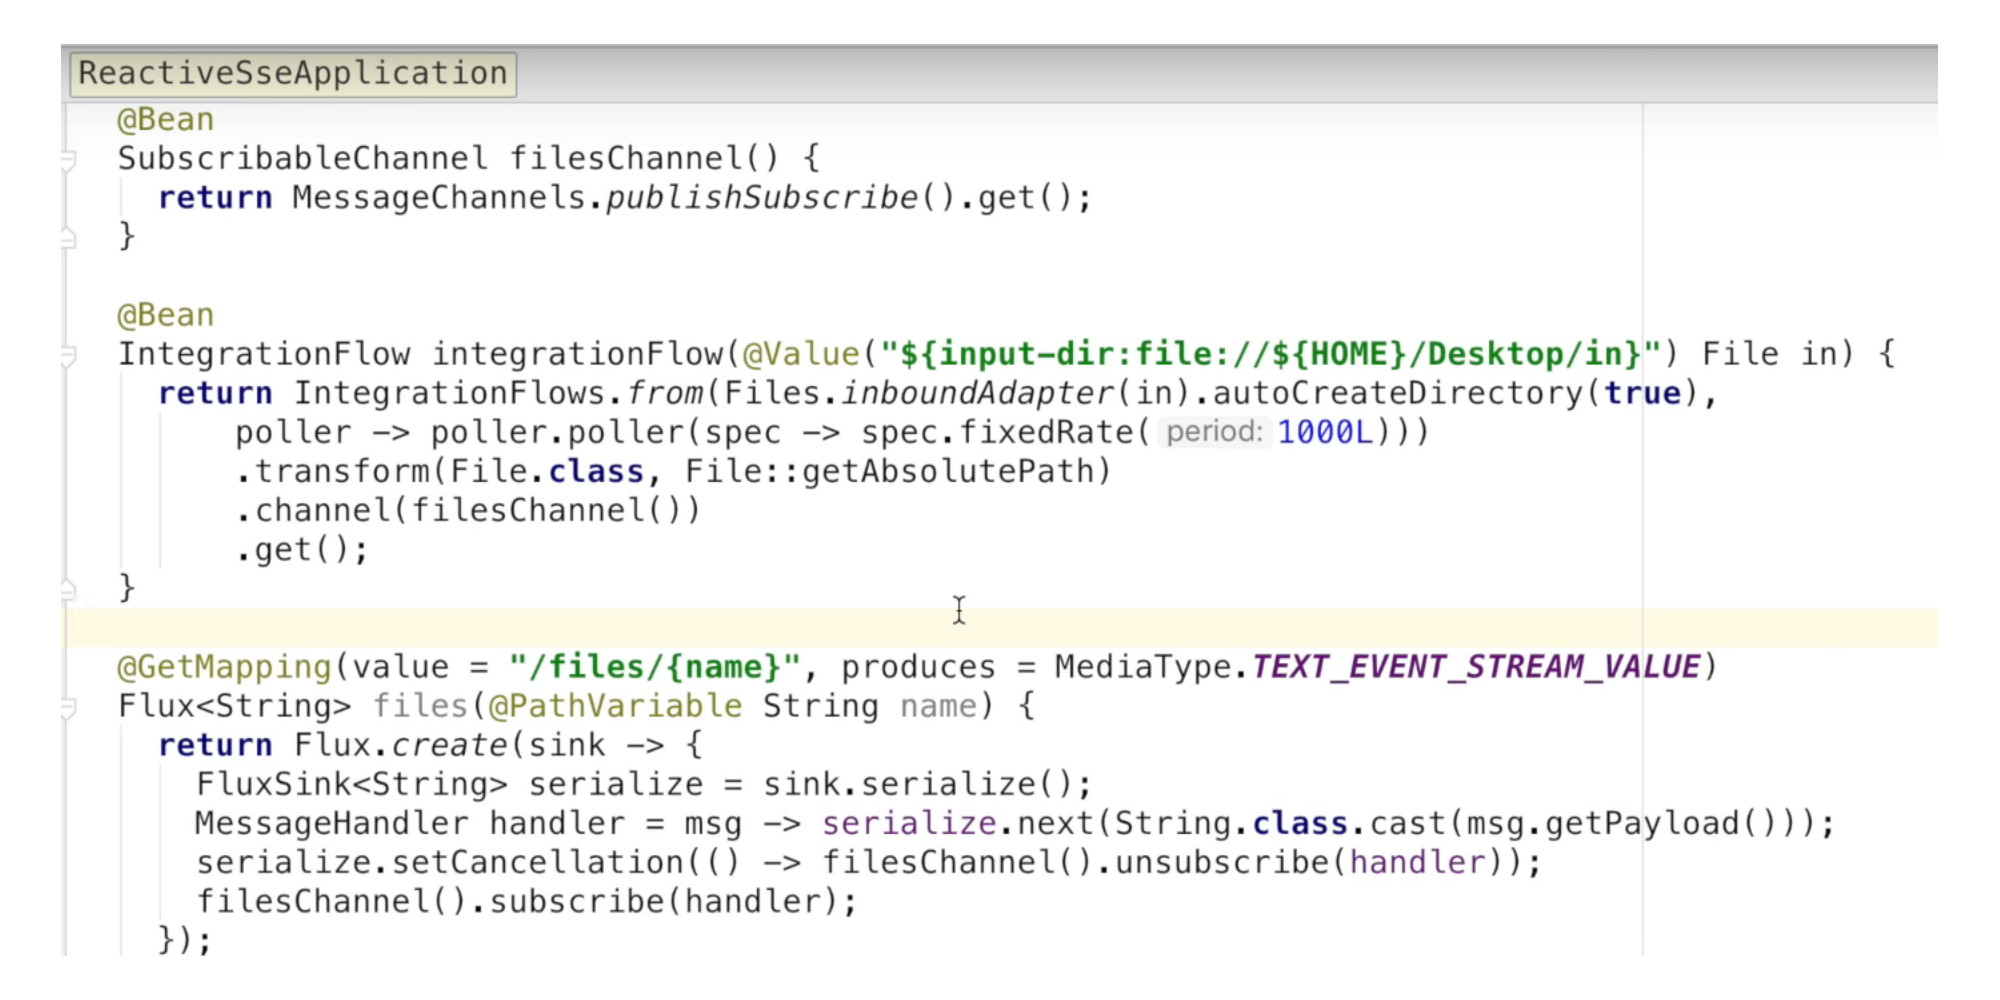 ReactiveSseApplication
@Bean
SubscribableChannel filesChannel() {
return MessageChannels.publishSubscribe().get();
}
@Bean
IntegrationFlow integrationFlow(@Value("${input-dir:file://${HOME}/Desktop/in}") File in) {
return IntegrationFlows.from(Files.inboundAdapter(in).autoCreateDirectory(true),
poller -> poller.poller(spec -> spec.fixedRate( period: 1000L)))
.transform(File.class, File::getAbsolutePath)
.channel(filesChannel())
.get();
}
@GetMapping(value = "/files/{name}", produces = MediaType.TEXT_EVENT_STREAM_VALUE)
Flux<String> files(@PathVariable String name) {
return Flux.create(sink -> {
FluxSink<String> serialize = sink.serialize();
MessageHandler handler = msg -> serialize.next(String.class.cast(msg.getPayload()));
serialize.setCancellation(() -> filesChannel().unsubscribe(handler));
filesChannel().subscribe(handler);
});